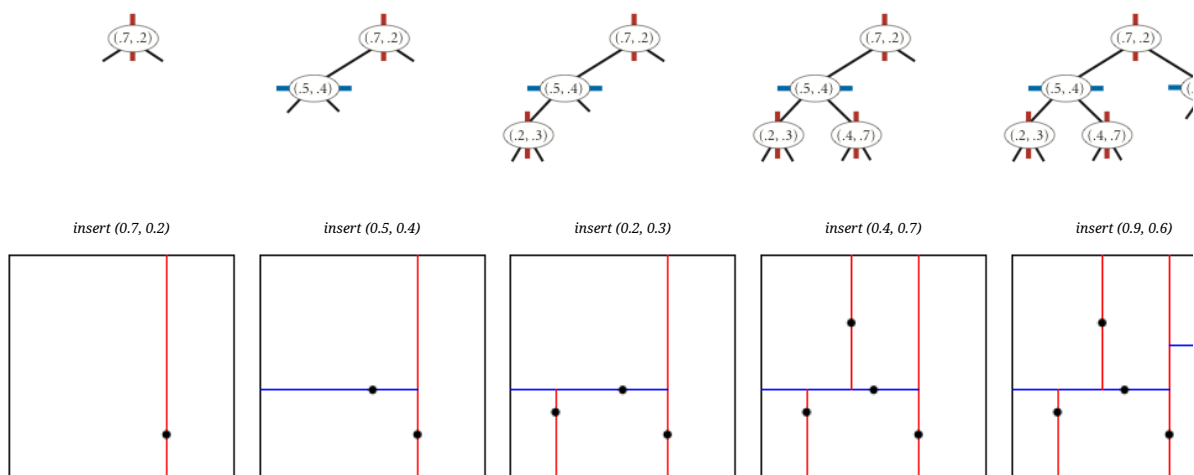 (.7, .2) (.7, .2) (.7, .2) (.7, .2) (.7, .2)
(.5, .4) (.5, .4) (.5, .4) (.5, .4)
(.2, .3) (.2, .3) (.4, .7) (.2, .3) (.4, .7)
insert (0.7, 0.2) insert (0.5, 0.4) insert (0.2, 0.3) insert (0.4, 0.7) insert (0.9, 0.6)